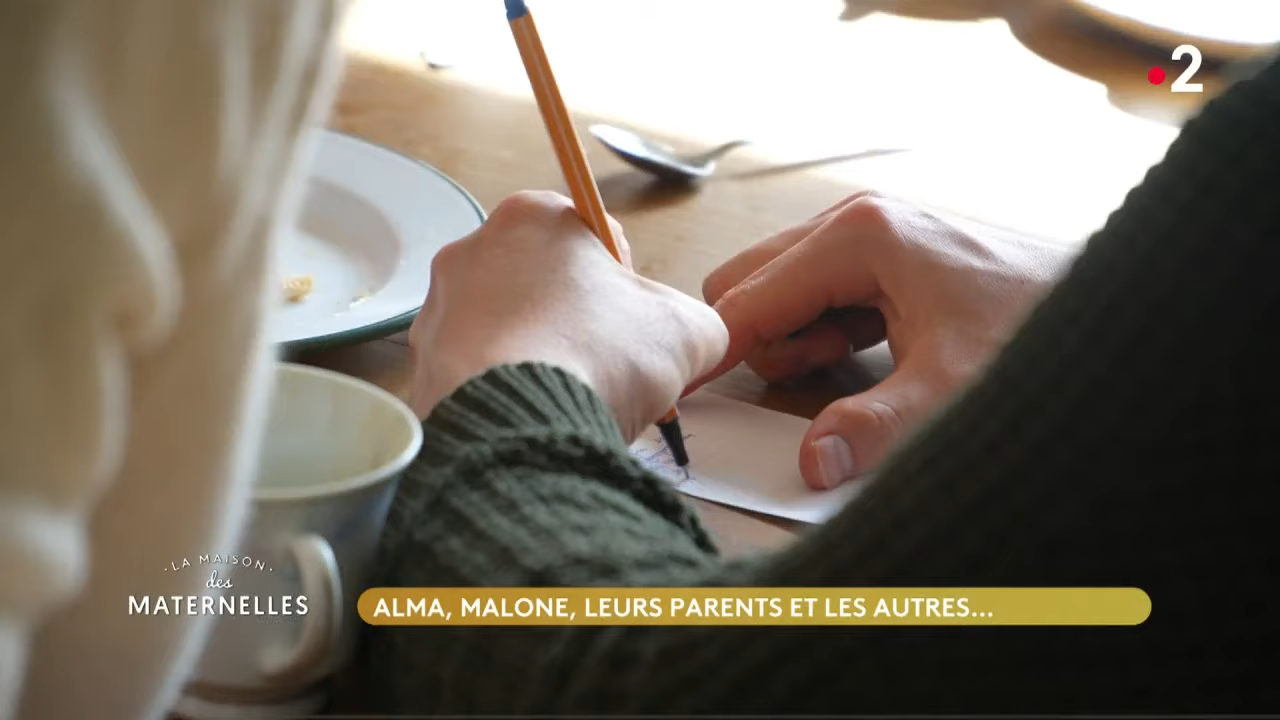 2
·LA MAISON·
des
MATERNELLES
ALMA, MALONE, LEURS PARENTS ET LES AUTRES...